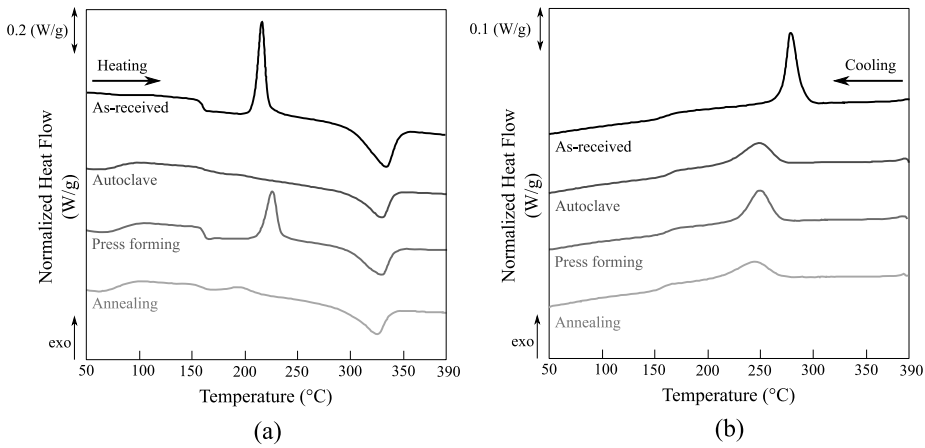 0.2 (W/g)
Heating
As-received
Autoclave
Press forming
Annealing
exo
Normalized Heat Flow
(W/g)
50 100 150 200 250 300 350 390
Temperature (°C)
(a)
0.1 (W/g)
Cooling
As-received
Autoclave
Press forming
Annealing
exo
Normalized Heat Flow
(W/g)
50 100 150 200 250 300 350 390
Temperature (°C)
(b)